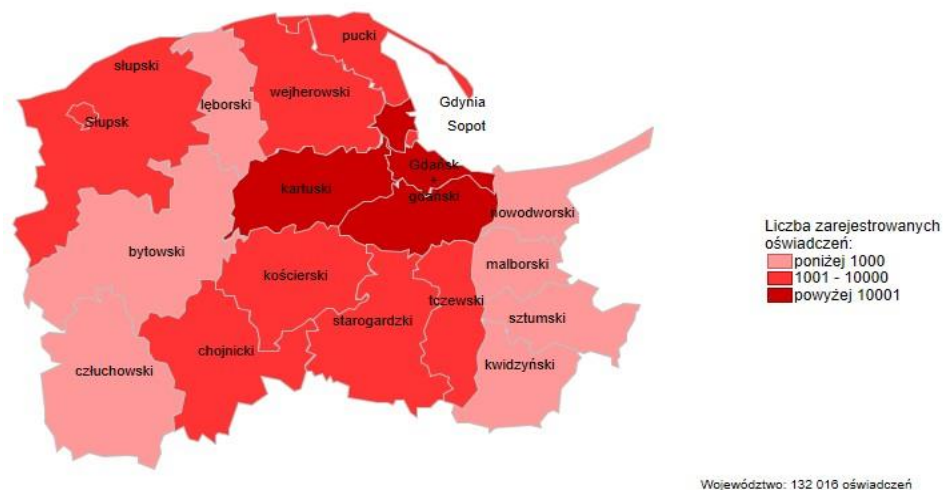 pucki
słupski
wejherowski
lęborski
Gdynia
Sopot
Słupsk
Gdańsk
+
gdański
kartuski
nowodworski
bytowski
malborski
kościerski
tczewski
sztumski
starogardzki
chojnicki
kwidzyński
człuchowski
Liczba zarejestrowanych
oświadczeń:
poniżej 1000
1001 - 10000
powyżej 10001
Województwo: 132 016 oświadczeń